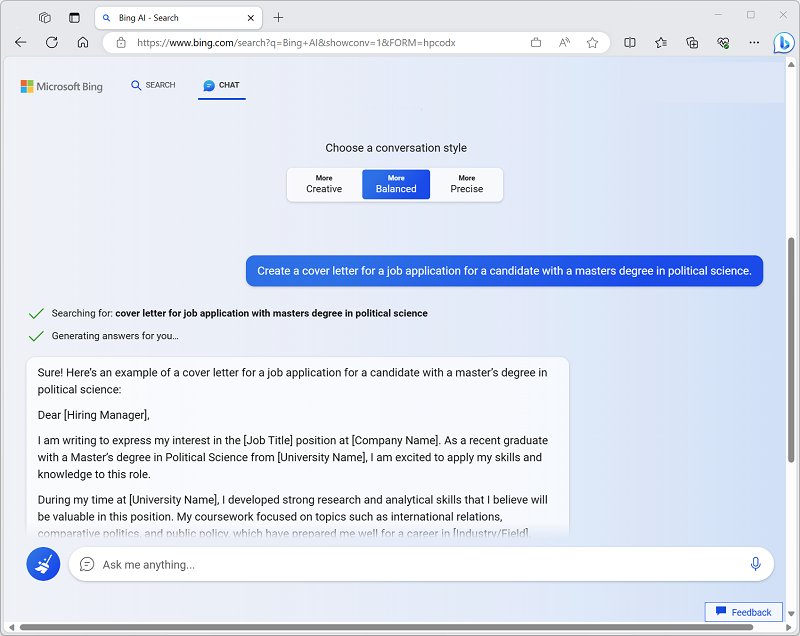 Bing AI - Search
https://www.bing.com/search?q=Bing+AI&showconv=1&FORM=hpcodx
Microsoft Bing
SEARCH
CHAT
Choose a conversation style
More
Creative
More
Balanced
More
Precise
Create a cover letter for a job application for a candidate with a masters degree in political science.
Searching for: cover letter for job application with masters degree in political science
Generating answers for you...
Sure! Here's an example of a cover letter for a job application for a candidate with a master's degree in
political science:
Dear [Hiring Manager],
I am writing to express my interest in the [Job Title] position at [Company Name]. As a recent graduate
with a Master's degree in Political Science from [University Name], I am excited to apply my skills and
knowledge to this role.
During my time at [University Name], I developed strong research and analytical skills that I believe will
be valuable in this position. My coursework focused on topics such as international relations,
comparative politics, and public policy, which have prepared me well for a career in [Industry/Field].
Ask me anything...
Feedback